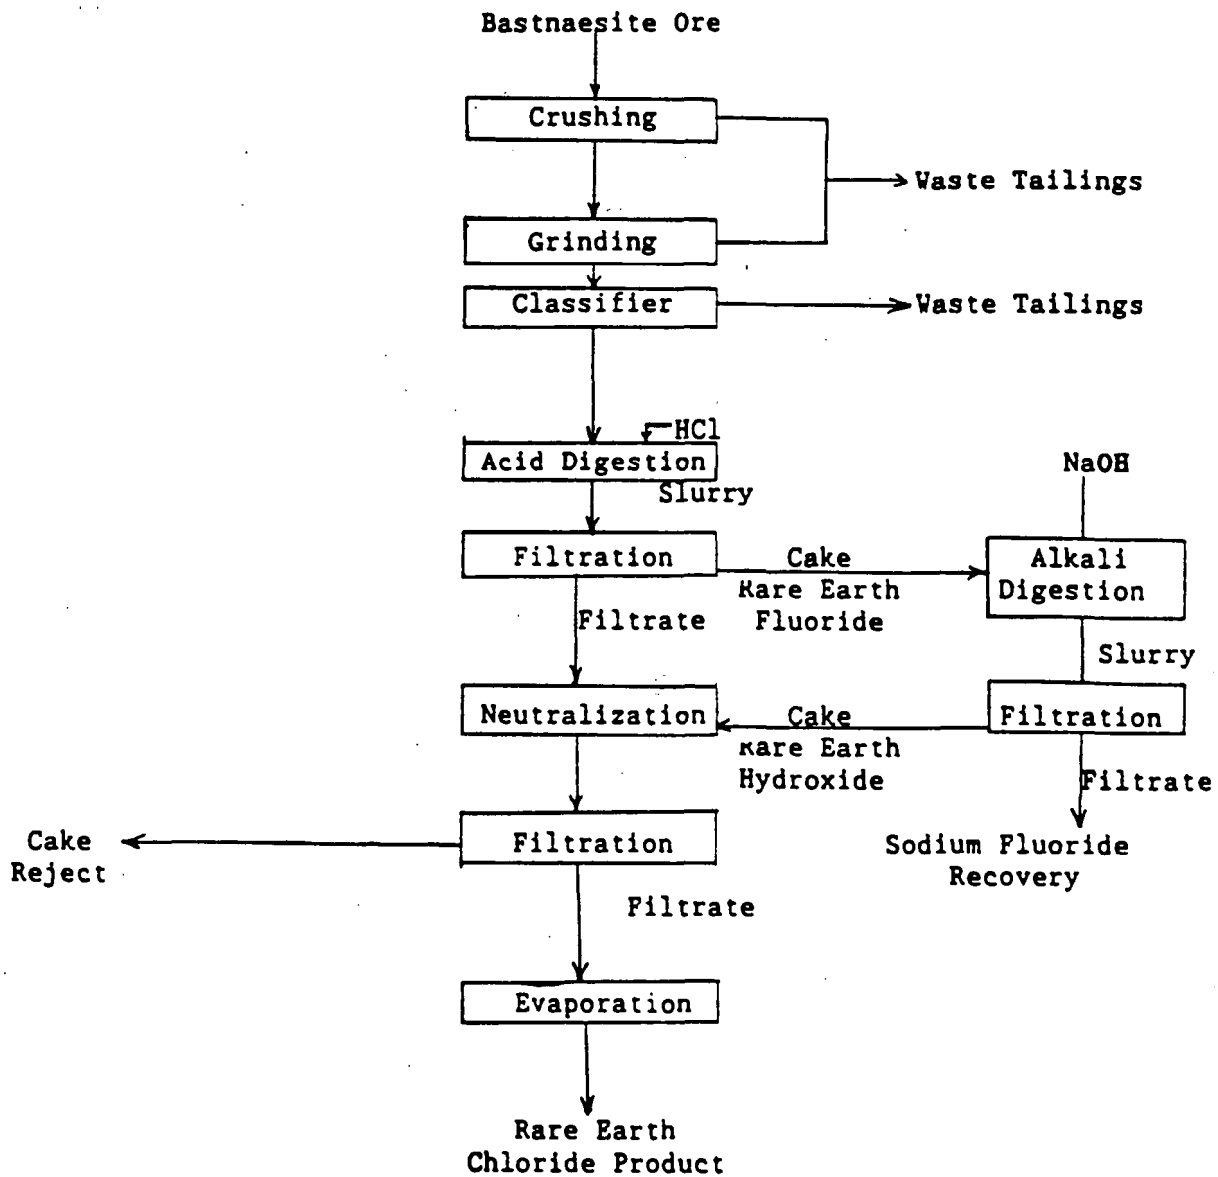 Bastnaesite Ore
Crushing
Waste Tailings
Grinding
Classifier
Waste Tailings
HCl
Acid Digestion
NaOH
Slurry
Filtration
Cake
Rare Earth
Fluoride
Alkali
Digestion
Filtrate
Slurry
Neutralization
Cake
Rare Earth
Hydroxide
Filtration
Filtrate
Cake
Reject
Filtration
Sodium Fluoride
Recovery
Filtrate
Evaporation
Rare Earth
Chloride Product